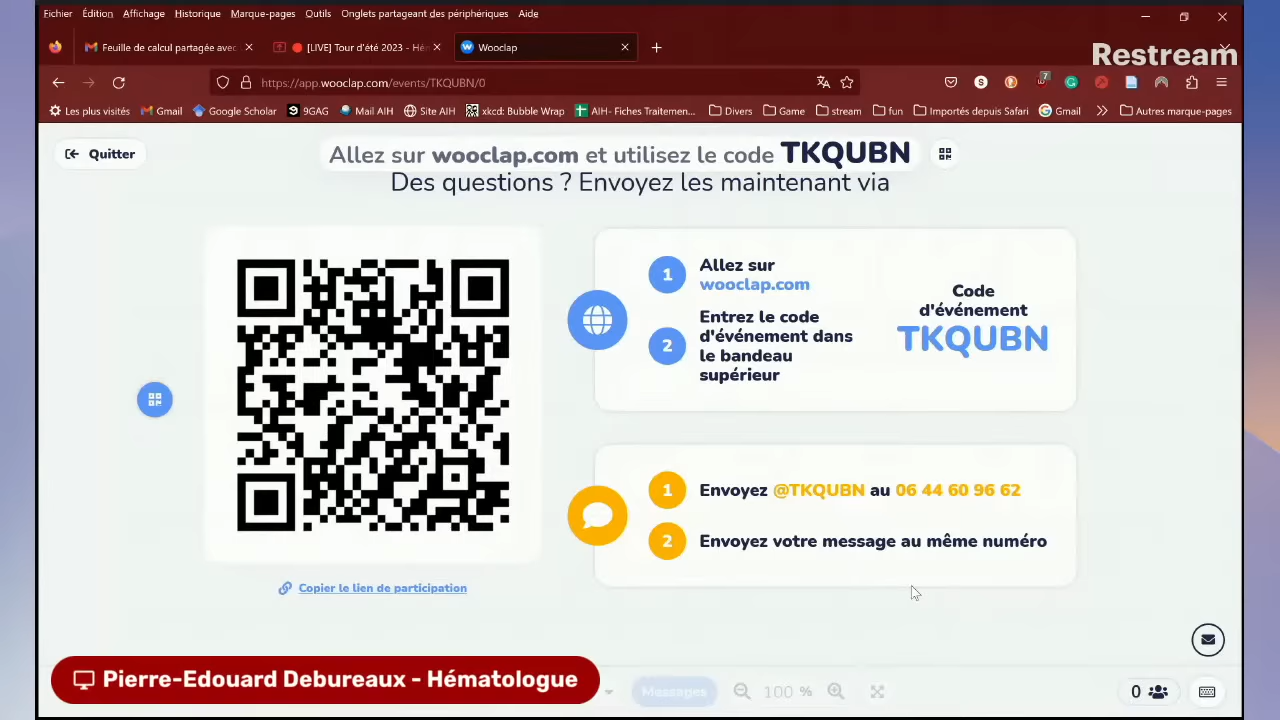 Fichier Édition Affichage Historique Marque-pages Outils Onglets partageant des périphériques Aide
Feuille de calcul partagée avec
[LIVE] Tour d'été 2023 - Hé
Wooclap
Restream
https://app.wooclap.com/events/TKQUBN/0
7
S
Les plus visités Gmail Google Scholar 9GAG Mail AIH Site AIH xkcd: Bubble Wrap AIH- Fiches Traitemen... Divers Game stream fun Importés depuis Safari Gmail Autres marque-pages
Quitter
Allez sur wooclap.com et utilisez le code TKQUBN
Des questions ? Envoyez les maintenant via
1
Allez sur
wooclap.com
2
Entrez le code
d'événement dans
le bandeau
supérieur
Code
d'événement
TKQUBN
1 Envoyez @TKQUBN au 06 44 60 96 62
2 Envoyez votre message au même numéro
Copier le lien de participation
Pierre-Edouard Debureaux - Hématologue
Messages
100 %
0